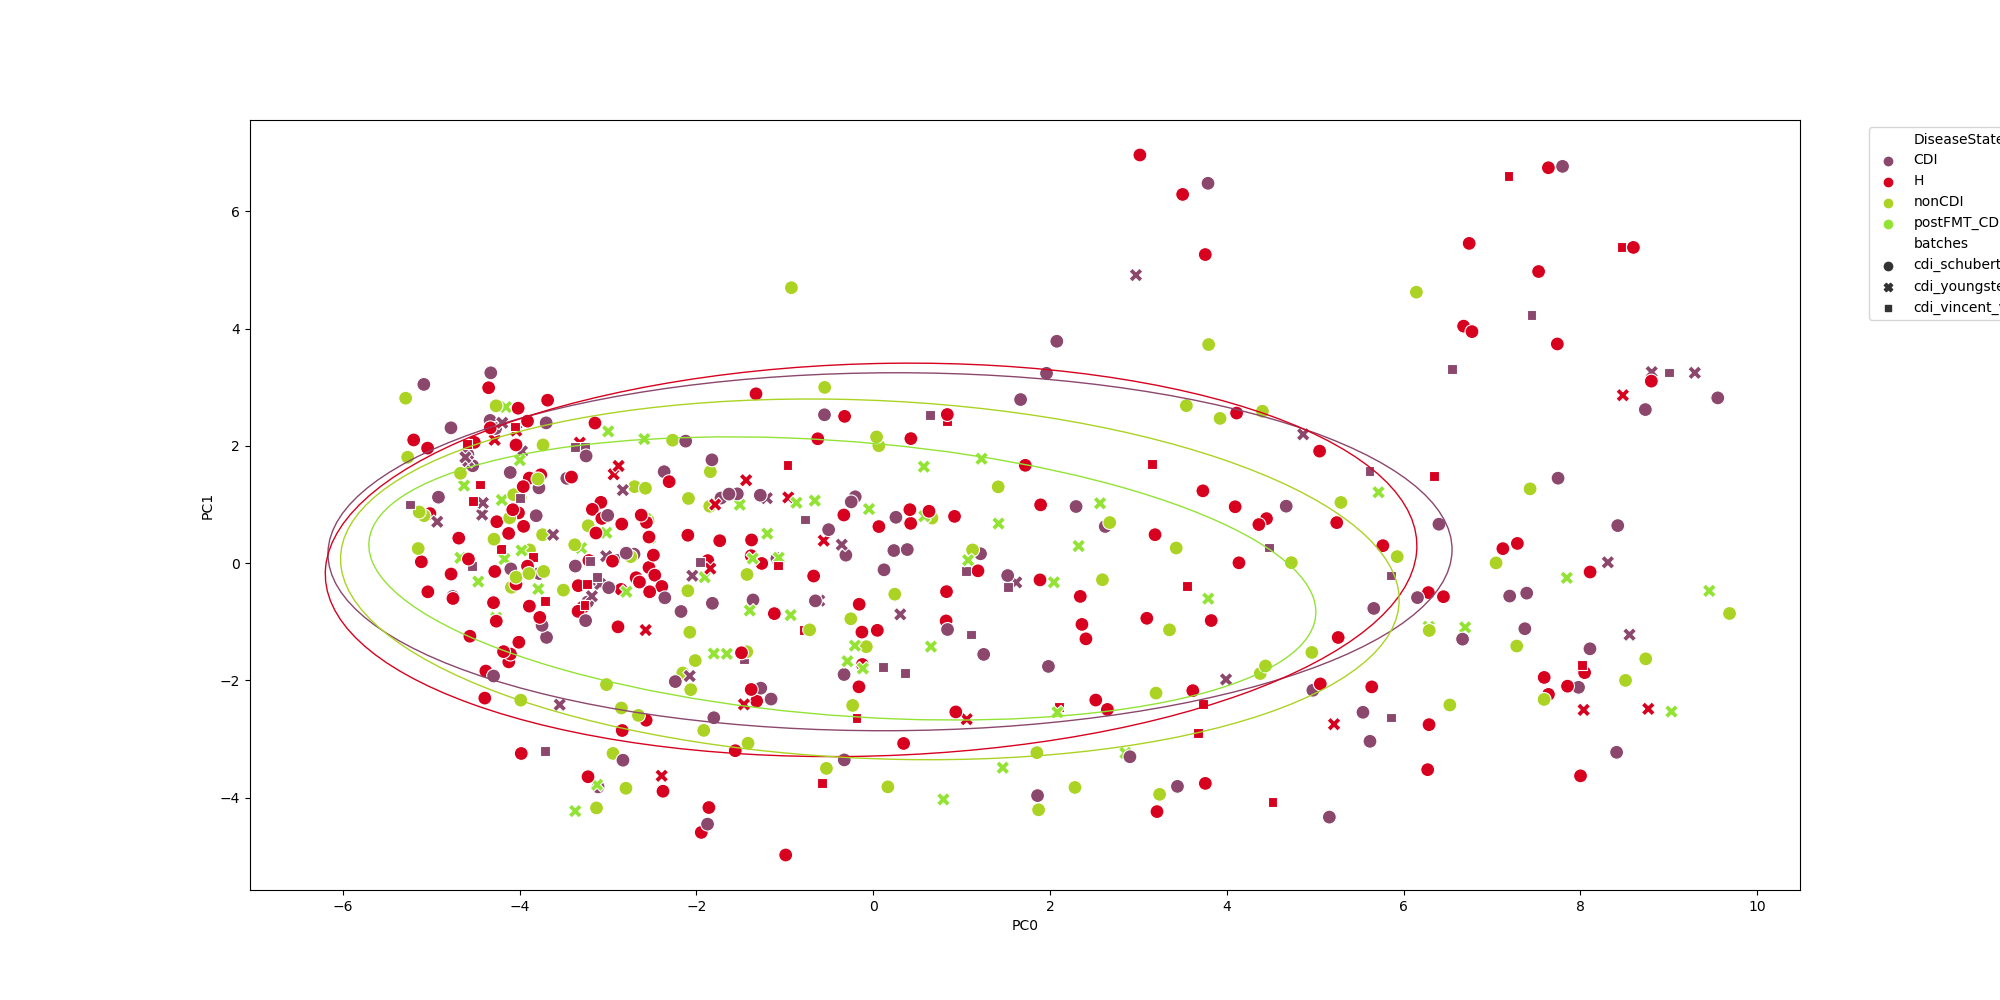 DiseaseState
CDI
H
nonCDI
postFMT_CD
batches
cdi_schubert
cdi_youngste
cdi_vincent_
6
4
2
0
−2
−4
PC1
−6
−4
−2
0
2
4
6
8
10
PC0